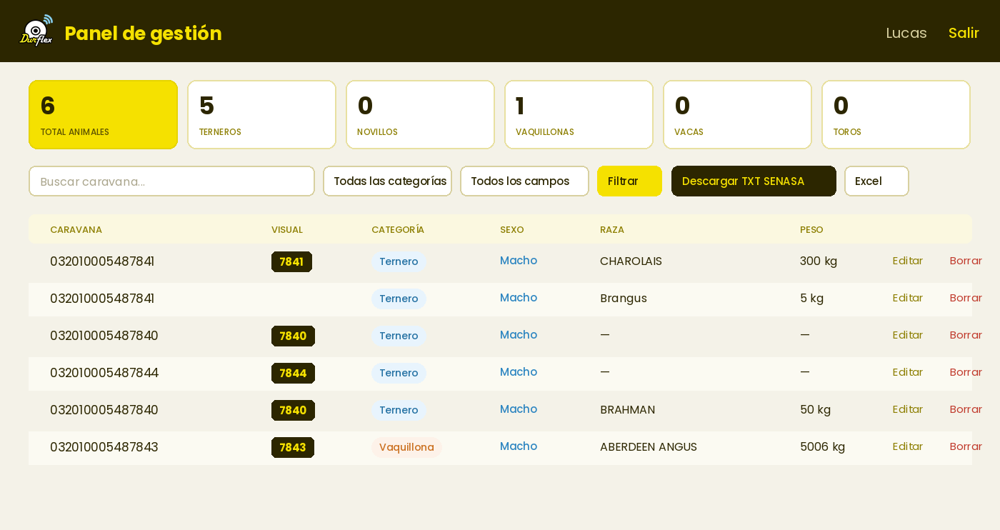 Durflex
Panel de gestión
Lucas
Salir
6
TOTAL ANIMALES
5
TERNEROS
0
NOVILLOS
1
VAQUILLONAS
0
VACAS
0
TOROS
Buscar caravana...
Todas las categorías
Todos los campos
Filtrar
Descargar TXT SENASA
Excel
CARAVANA VISUAL CATEGORÍA SEXO RAZA PESO
032010005487841 7841 Ternero Macho CHAROLAIS 300 kg Editar Borrar
032010005487841 Ternero Macho Brangus 5 kg Editar Borrar
032010005487840 7840 Ternero Macho — — Editar Borrar
032010005487844 7844 Ternero Macho — — Editar Borrar
032010005487840 7840 Ternero Macho BRAHMAN 50 kg Editar Borrar
032010005487843 7843 Vaquillona Macho ABERDEEN ANGUS 5006 kg Editar Borrar